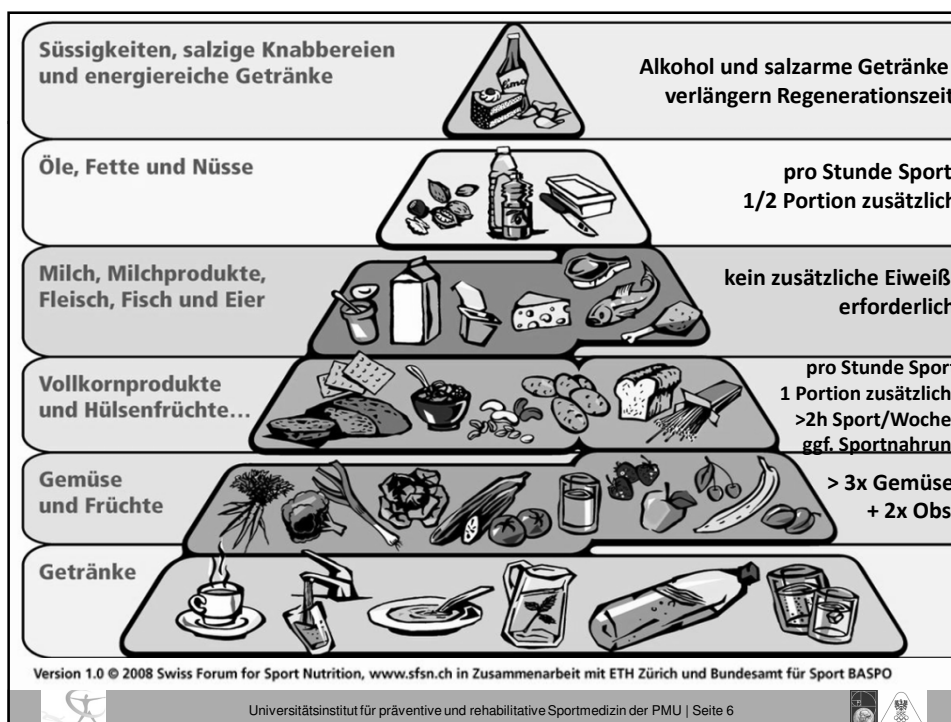 Süssigkeiten, salzige Knabbereien
und energiereiche Getränke
Limo
Alkohol und salzarme Getränke
verlängern Regenerationszeit
Öle, Fette und Nüsse
pro Stunde Sport
1/2 Portion zusätzlich
Milch, Milchprodukte,
Fleisch, Fisch und Eier
kein zusätzliche Eiweiß
erforderlich
Vollkornprodukte
und Hülsenfrüchte...
pro Stunde Sport
1 Portion zusätzlich
>2h Sport/Woche
ggf. Sportnahrun
Gemüse
und Früchte
> 3x Gemüse
+ 2x Obs
Getränke
Version 1.0 © 2008 Swiss Forum for Sport Nutrition, www.sfsn.ch in Zusammenarbeit mit ETH Zürich und Bundesamt für Sport BASPO
Universitätsinstitut für präventive und rehabilitative Sportmedizin der PMU | Seite 6